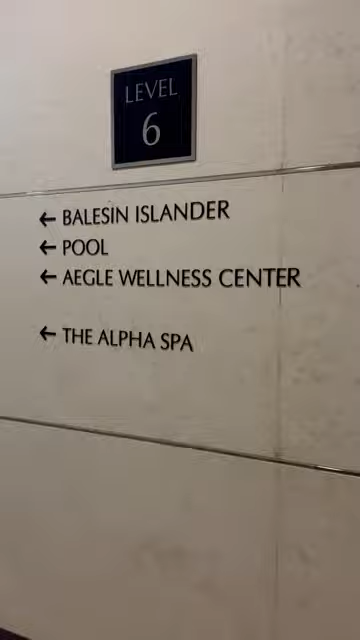 LEVEL
6
← BALESIN ISLANDER
← POOL
← AEGLE WELLNESS CENTER
← THE ALPHA SPA